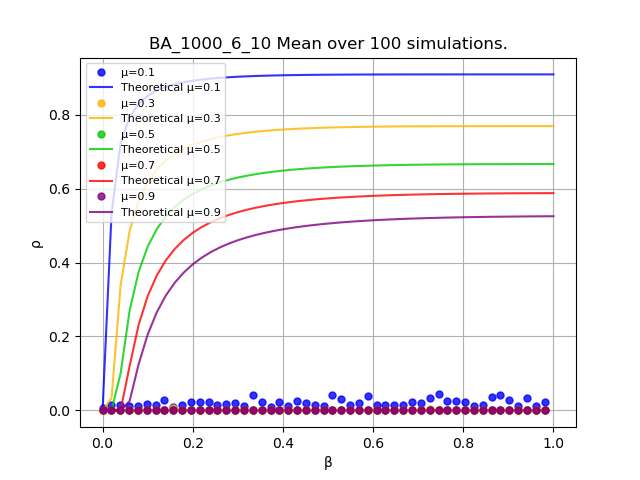 BA_1000_6_10 Mean over 100 simulations.
μ=0.1
Theoretical μ=0.1
μ=0.3
Theoretical μ=0.3
μ=0.5
Theoretical μ=0.5
μ=0.7
Theoretical μ=0.7
μ=0.9
Theoretical μ=0.9
ρ
0.8
0.6
0.4
0.2
0.0
0.0 0.2 0.4 0.6 0.8 1.0
β